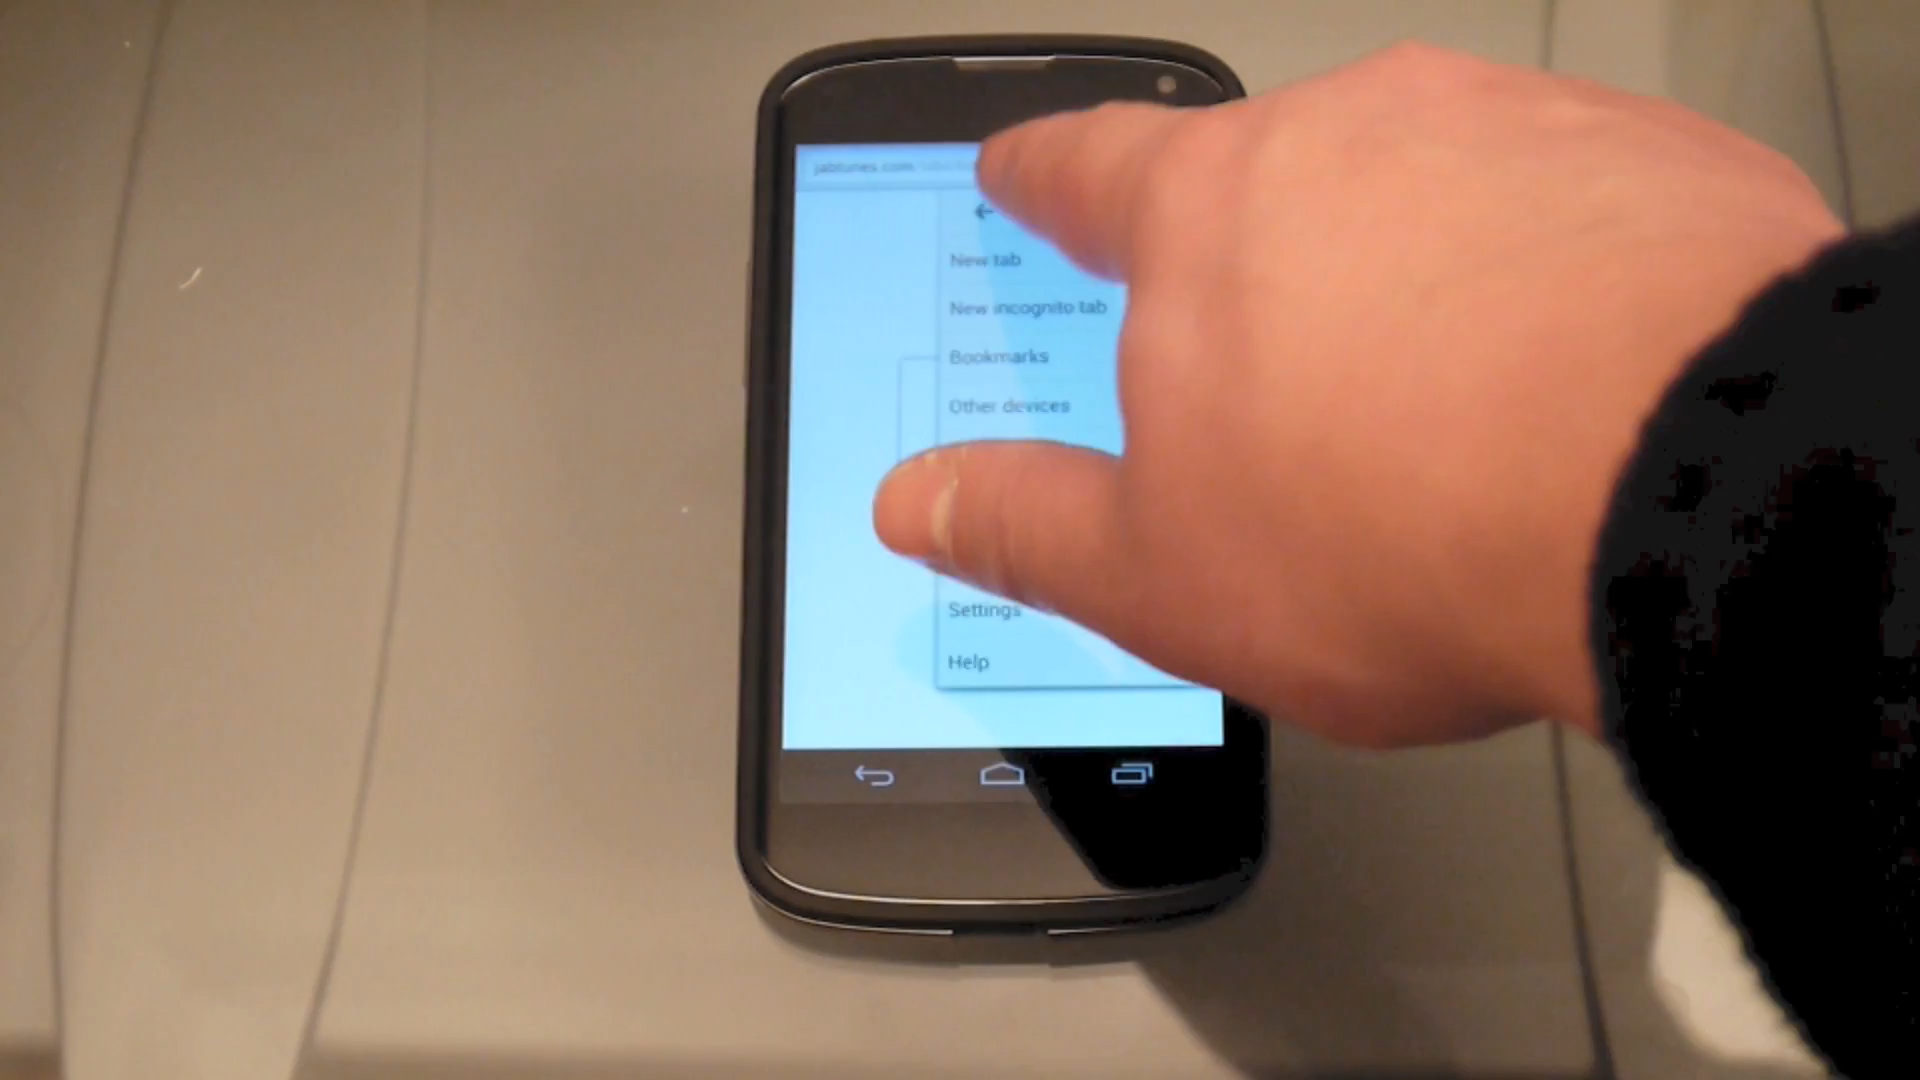 jabtunes.com
New tab
New incognito tab
Bookmarks
Other devices
Settings
Help